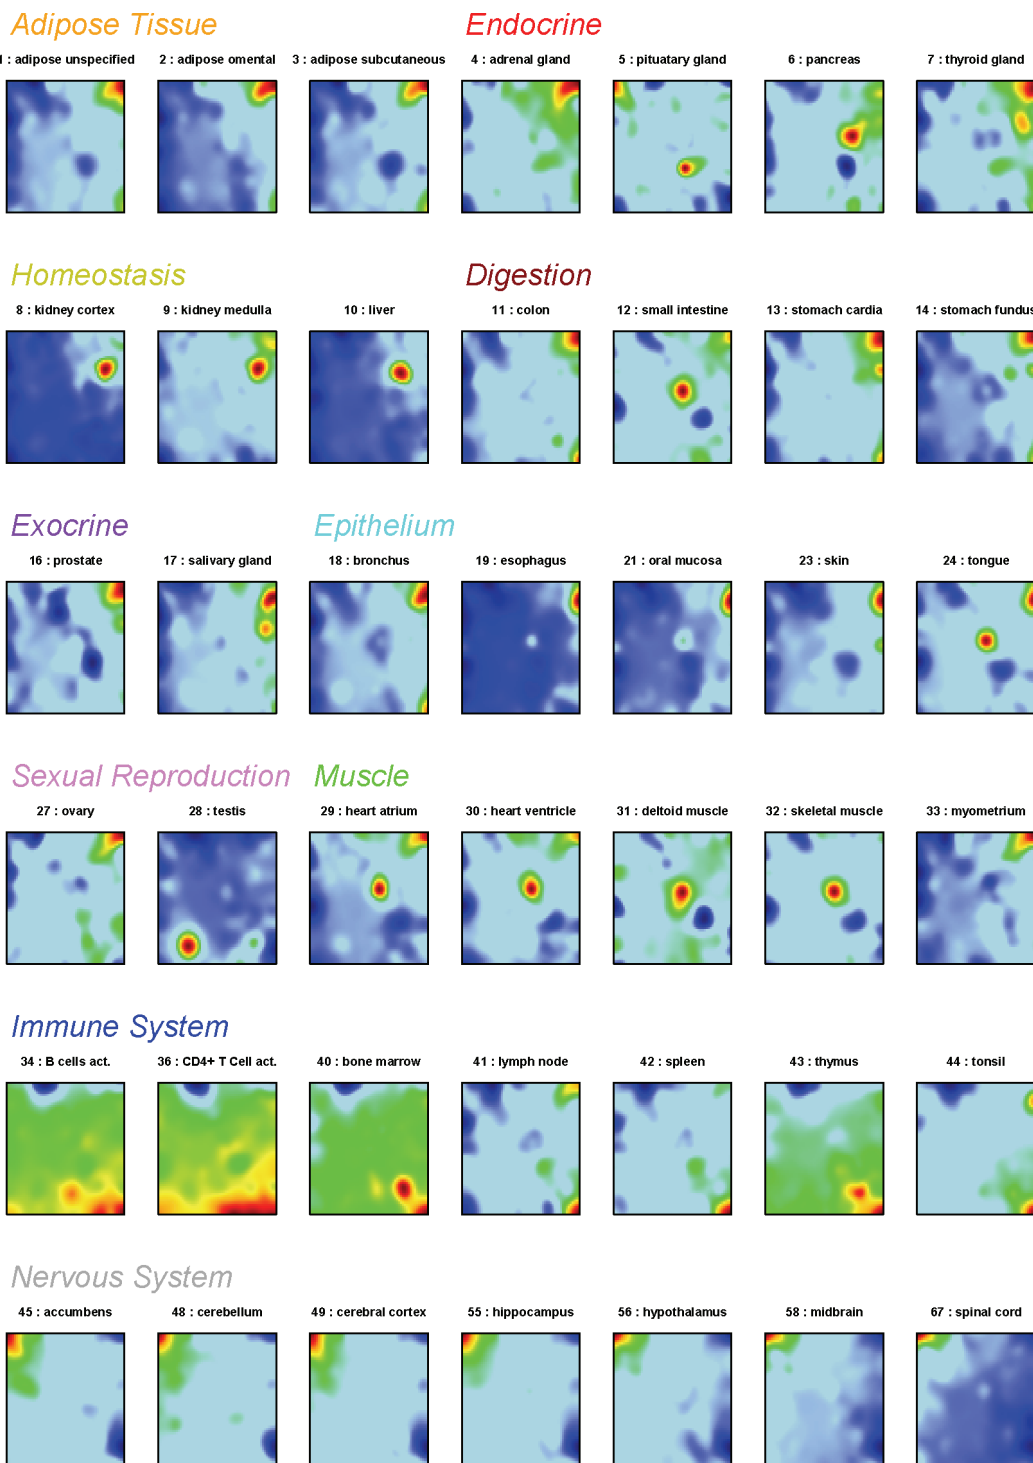 Adipose Tissue Endocrine
1 : adipose unspecified 2 : adipose omental 3 : adipose subcutaneous 4 : adrenal gland 5 : pituatary gland 6 : pancreas 7 : thyroid gland
Homeostasis Digestion
8 : kidney cortex 9 : kidney medulla 10 : liver 11 : colon 12 : small intestine 13 : stomach cardia 14 : stomach fundus
Exocrine Epithelium
16 : prostate 17 : salivary gland 18 : bronchus 19 : esophagus 21 : oral mucosa 23 : skin 24 : tongue
Sexual Reproduction Muscle
27 : ovary 28 : testis 29 : heart atrium 30 : heart ventricle 31 : deltoid muscle 32 : skeletal muscle 33 : myometrium
Immune System
34 : B cells act. 36 : CD4+ T Cell act. 40 : bone marrow 41 : lymph node 42 : spleen 43 : thymus 44 : tonsil
Nervous System
45 : accumbens 48 : cerebellum 49 : cerebral cortex 55 : hippocampus 56 : hypothalamus 58 : midbrain 67 : spinal cord